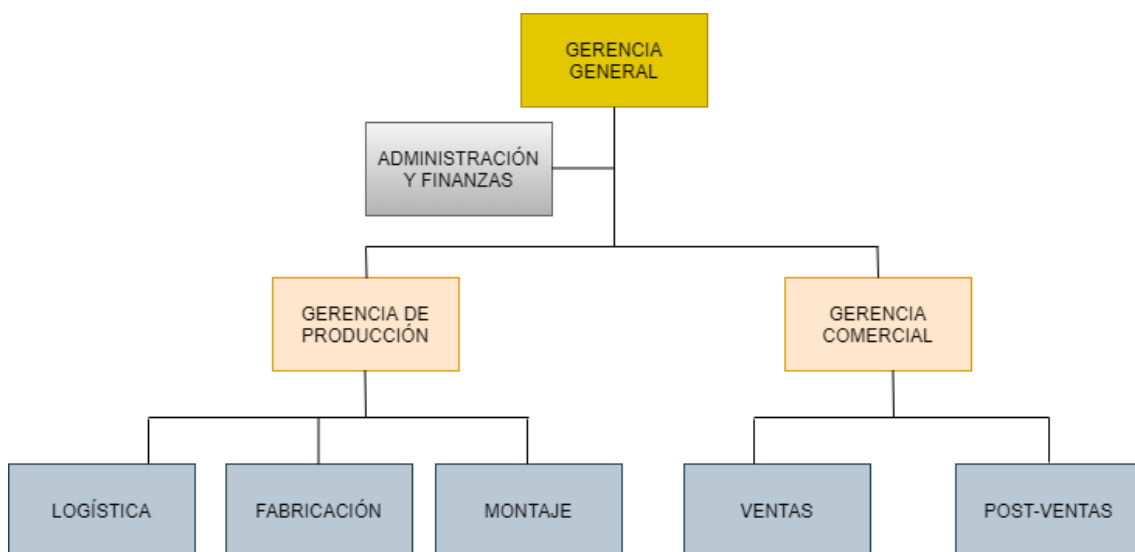 GERENCIA
GENERAL
ADMINISTRACIÓN
Y FINANZAS
GERENCIA DE
PRODUCCIÓN
GERENCIA
COMERCIAL
LOGÍSTICA
FABRICACIÓN
MONTAJE
VENTAS
POST-VENTAS